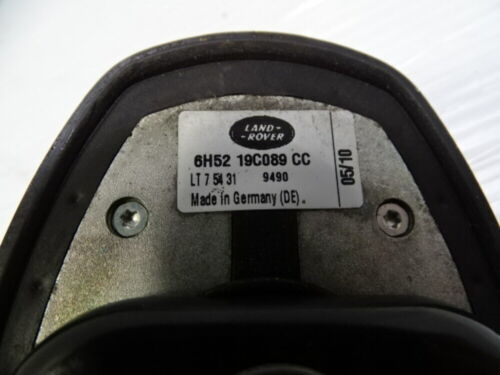 LAND-
-ROVER
6H52 19C089 CC
LT 7 54 31 9490
Made in Germany (DE).
05/10